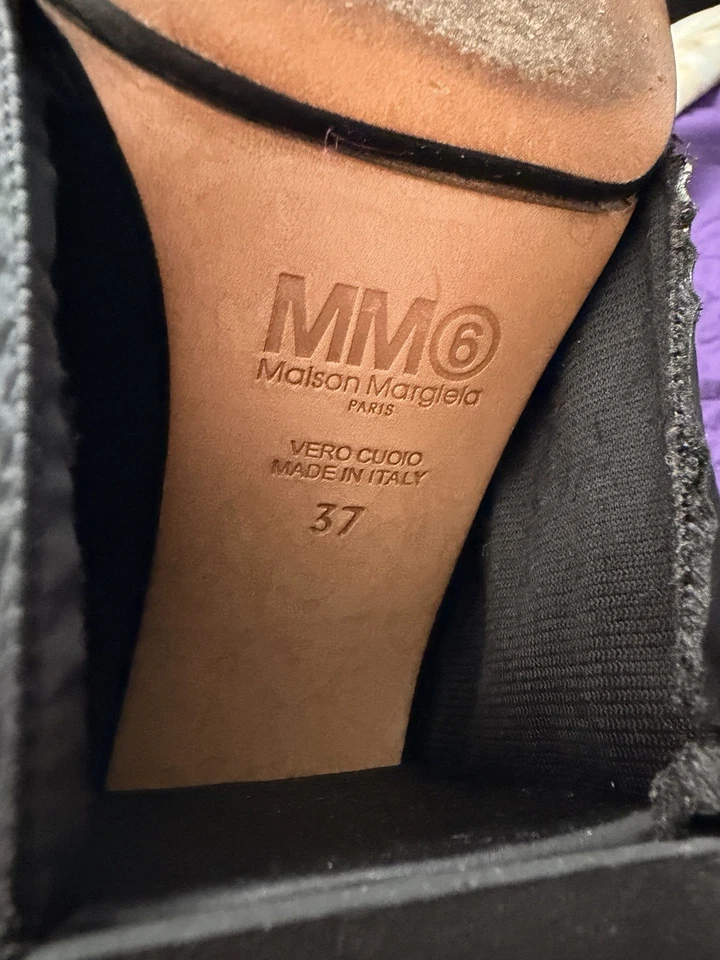 MM⑥
Maison Margiela
PARIS
VERO CUOIO
MADE IN ITALY
37